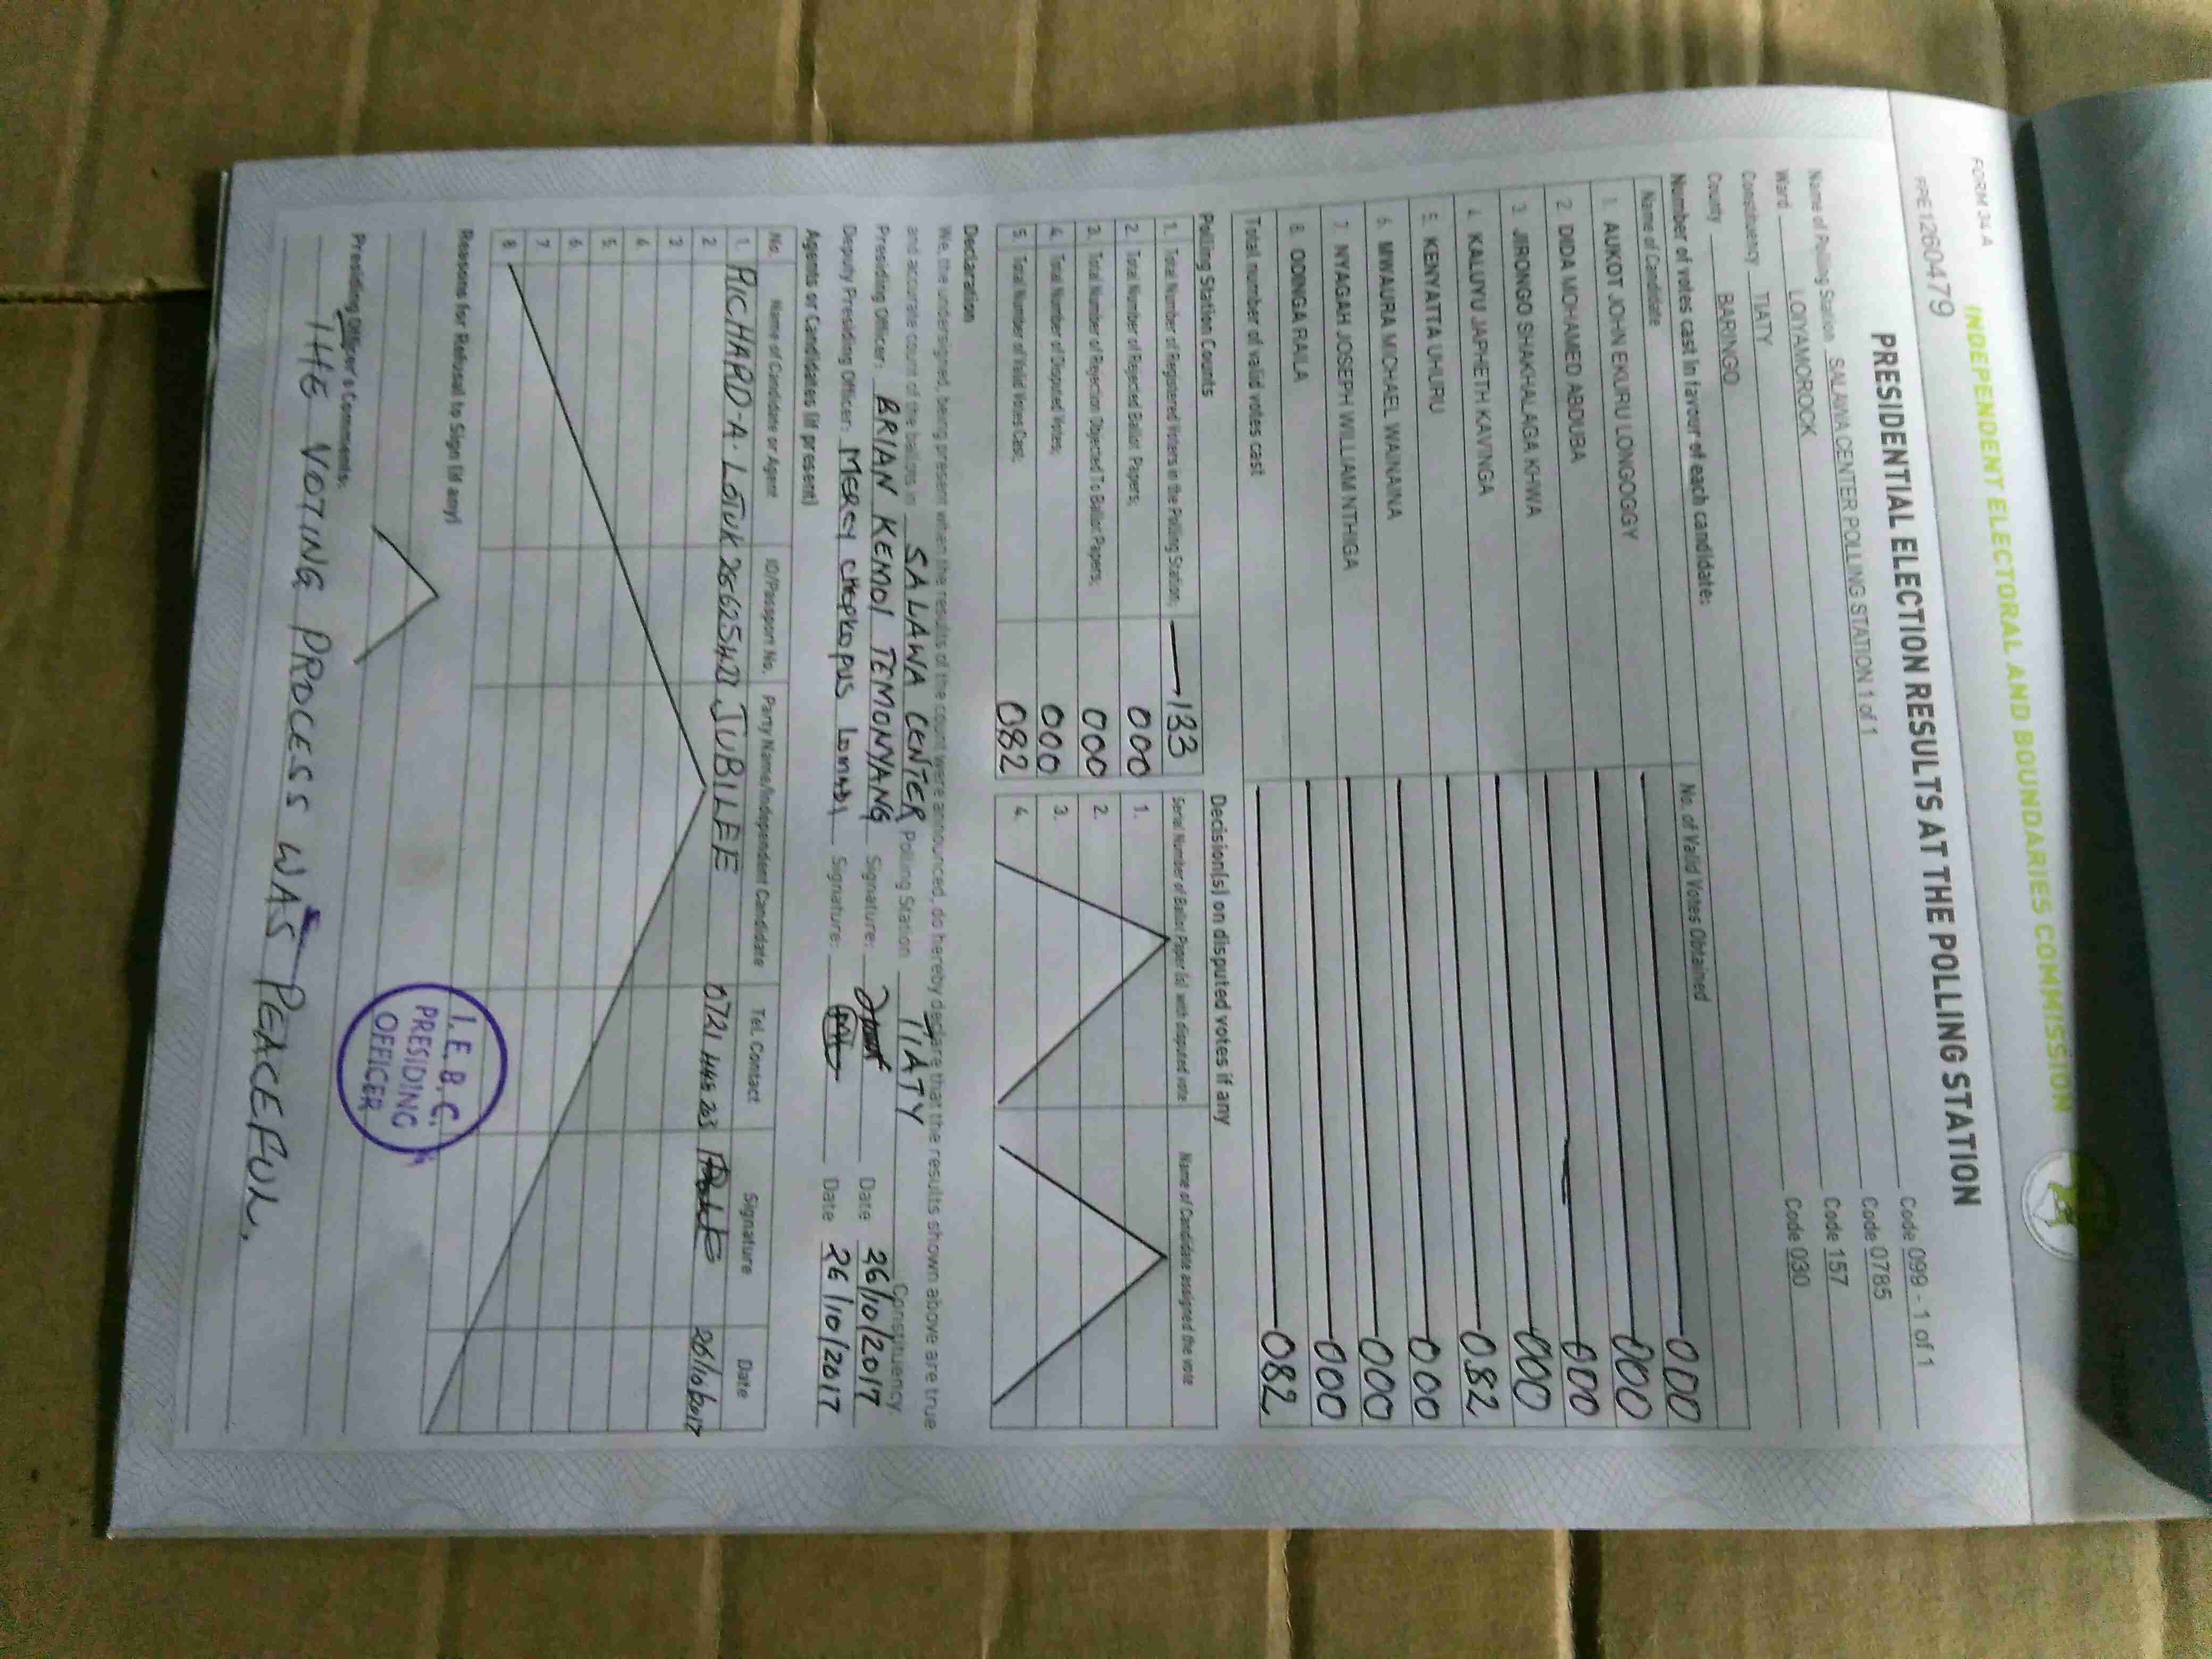 FORM 34 A
INDEPENDENT ELECTORAL AND BOUNDARIES COMMISSION
PRE1260479
PRESIDENTIAL ELECTION RESULTS AT THE POLLING STATION
Name of Polling Station SALAWA CENTER POLLING STATION 1 of 1 Code 099 - 1 of 1
Ward LOIYAMOROCK Code 0785
Constituency TIATY Code 157
County BARINGO Code 030
Number of votes cast in favour of each candidate:
Name of Candidate No. of Valid Votes Obtained
1. AUKOT JOHN EKURU LONGOGGY 000
2. DIDA MOHAMED ABDUBA 000
3. JIRONGO SHAKHALAGA KHWA 000
4. KALUYU JAPHETH KAVINGA 000
5. KENYATTA UHURU 082
6. MWAURA MICHAEL WAINAINA 000
7. NYAGAH JOSEPH WILLIAM NTHIGA 000
8. ODINGA RAILA 000
Total number of valid votes cast 082
Polling Station Counts
1. Total Number of Registered Voters in the Polling Station; 133
2. Total Number of Rejected Ballot Papers; 000
3. Total Number of Rejection Objected To Ballot Papers; 000
4. Total Number of Disputed Votes; 000
5. Total Number of Valid Votes Cast; 082
Decision(s) on disputed votes if any
Serial Number of Ballot Paper (s) with disputed vote Name of Candidate assigned the vote
1.
2.
3.
4.
Declaration
We, the undersigned, being present when the results of the count were announced, do hereby declare that the results shown above are true
and accurate count of the ballots in SALAWA CENTER Polling Station TIATY Constituency.
Presiding Officer: BRIAN KEMOI TEMONYANG Signature: Date 26/10/2017
Deputy Presiding Officer: MERCY CHEPKOPUS Signature: Date 26/10/2017
Agents or Candidates (if present)
No. Name of Candidate or Agent ID/Passport No. Party Name/Independent Candidate Tel. Contact Signature Date
1. RICHARD-A. LOTUK JUBILEE 26/10/2017
2
3
4
5
6
7
8
Reasons for Refusal to Sign (if any)
Presiding Officer's Comments:
THE VOTING PROCESS WAS PEACEFUL.
I.E.B.C.
PRESIDING
OFFICER